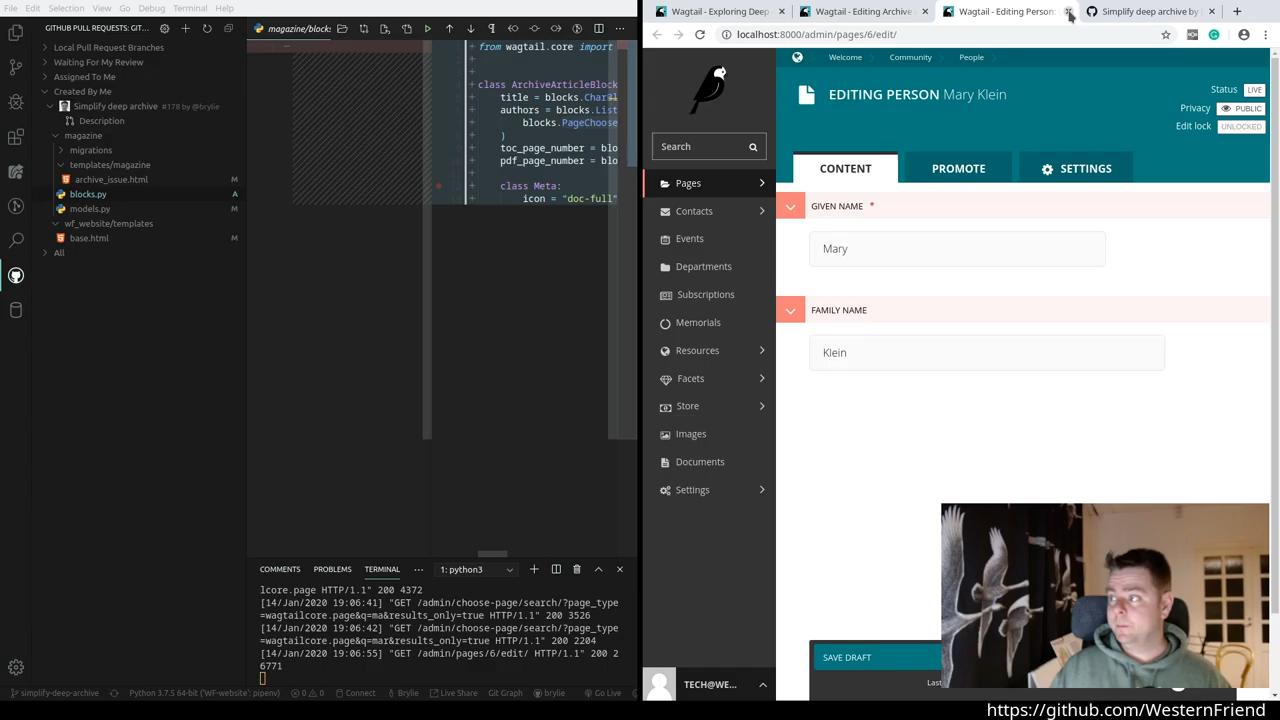 File Edit Selection View Go Debug Terminal Help
GITHUB PULL REQUESTS: GIT...
Local Pull Request Branches
Waiting For My Review
Assigned To Me
Created By Me
Simplify deep archive #178 by @brylie
Description
magazine
migrations
templates/magazine
archive_issue.html M
blocks.py A
models.py M
wf_website/templates
base.html M
All
magazine/block:
from wagtail.core import
class ArchiveArticleBlock
title = blocks.CharBl
authors = blocks.List
blocks.PageChoose
)
toc_page_number = blo
pdf_page_number = blo
class Meta:
icon = "doc-full"
COMMENTS PROBLEMS TERMINAL ... 1: python3
lcore.page HTTP/1.1" 200 4372
[14/Jan/2020 19:06:41] "GET /admin/choose-page/search/?page_type
=wagtailcore.page&q=ma&results_only=true HTTP/1.1" 200 3526
[14/Jan/2020 19:06:42] "GET /admin/choose-page/search/?page_type
=wagtailcore.page&q=mar&results_only=true HTTP/1.1" 200 2204
[14/Jan/2020 19:06:55] "GET /admin/pages/6/edit/ HTTP/1.1" 200 2
6771
simplify-deep-archive Python 3.7.5 64-bit ('WF-website': pipenv) 0 0 Connect Brylie Live Share Git Graph brylie Go Live
Wagtail - Exploring Deep
Wagtail - Editing Archive
Wagtail - Editing Person:
Simplify deep archive by
localhost:8000/admin/pages/6/edit/
Welcome Community People
EDITING PERSON Mary Klein
Status LIVE
Privacy PUBLIC
Edit lock UNLOCKED
CONTENT PROMOTE SETTINGS
Search
Pages
Contacts
Events
Departments
Subscriptions
Memorials
Resources
Facets
Store
Images
Documents
Settings
TECH@WE...
GIVEN NAME *
Mary
FAMILY NAME
Klein
SAVE DRAFT
Last
https://github.com/WesternFriend